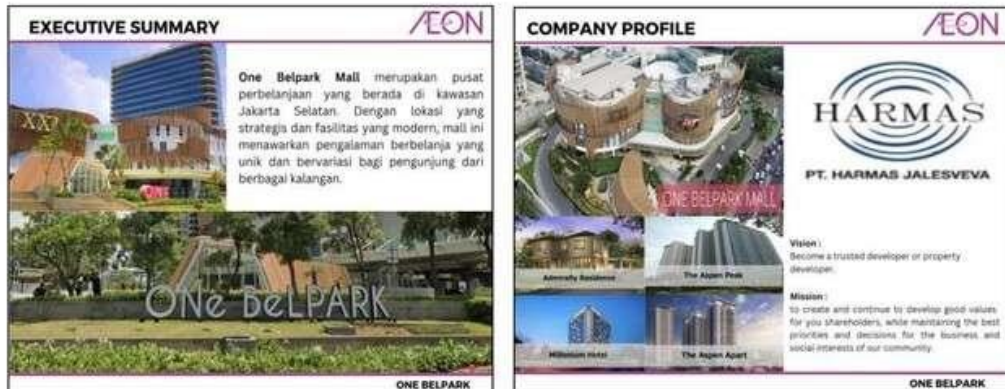 EXECUTIVE SUMMARY
ÆON
One Belpark Mall merupakan pusat
perbelanjaan yang berada di kawasan
Jakarta Selatan. Dengan lokasi yang
strategis dan fasilitas yang modern, mall ini
menawarkan pengalaman berbelanja yang
unik dan bervariasi bagi pengunjung dari
berbagai kalangan.
XXI
ONE
ONe BeLPARK
ONE BELPARK
COMPANY PROFILE
ÆON
HARMAS
PT. HARMAS JALESVEVA
ONE BELPARK MALL
Admiralty Residence
The Aspen Peak
Millenium Hotel
The Aspen Apart
Vision :
Become a trusted developer or property
developer.
Mission :
to create and continue to develop good values
for you shareholders, while maintaining the best
priorities and decisions for the business and
social interests of our community.
ONE BELPARK